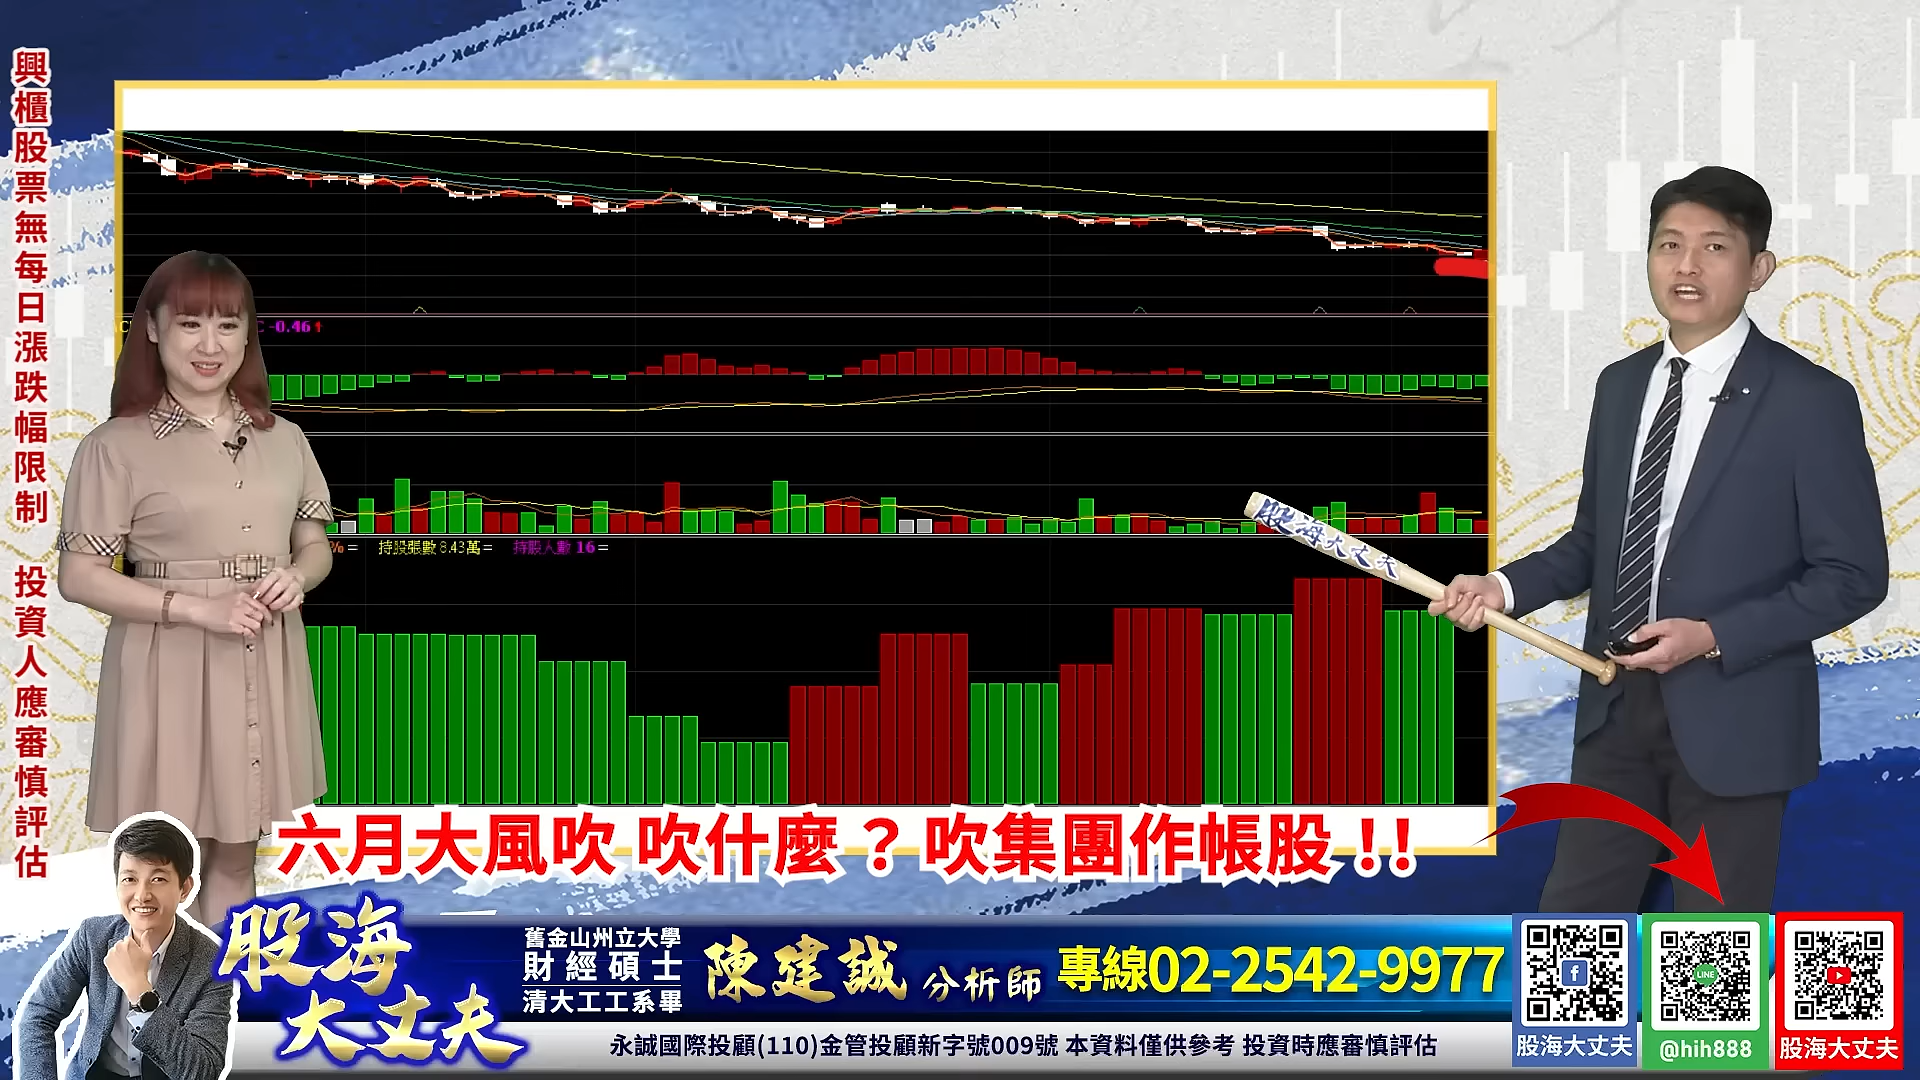 興櫃股票無每日漲跌幅限制 投資人應審慎評估
C -0.46↑
% = 持股張數 8.43萬 = 持股人數 16 =
股海大丈夫
六月大風吹 吹什麼？吹集團作帳股!!
股海大丈夫
舊金山州立大學
財經碩士
清大工工系畢
陳建誠 分析師
專線02-2542-9977
永誠國際投顧(110)金管投顧新字號009號 本資料僅供參考 投資時應審慎評估
LINE
股海大丈夫
@hih888
股海大丈夫